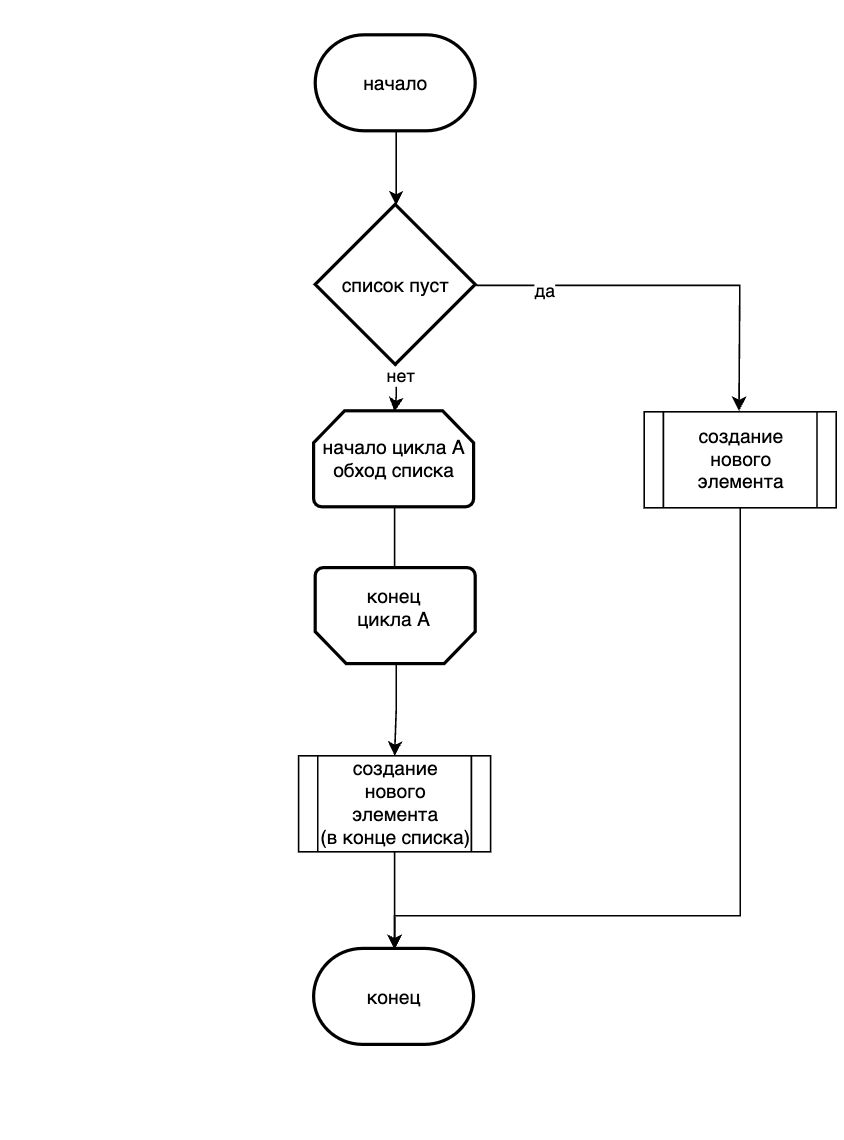 начало
список пуст
да
нет
начало цикла А
обход списка
создание
нового
элемента
конец
цикла А
создание
нового
элемента
(в конце списка)
конец